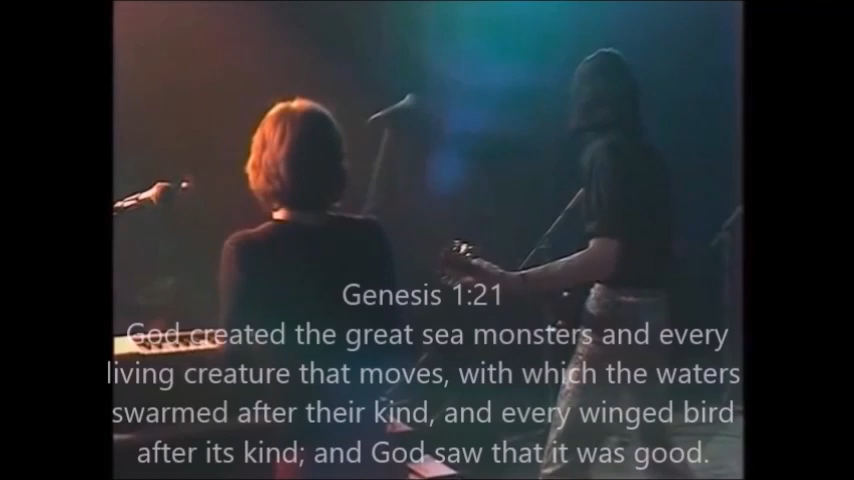 Genesis 1:21
God created the great sea monsters and every
living creature that moves, with which the waters
swarmed after their kind, and every winged bird
after its kind; and God saw that it was good.